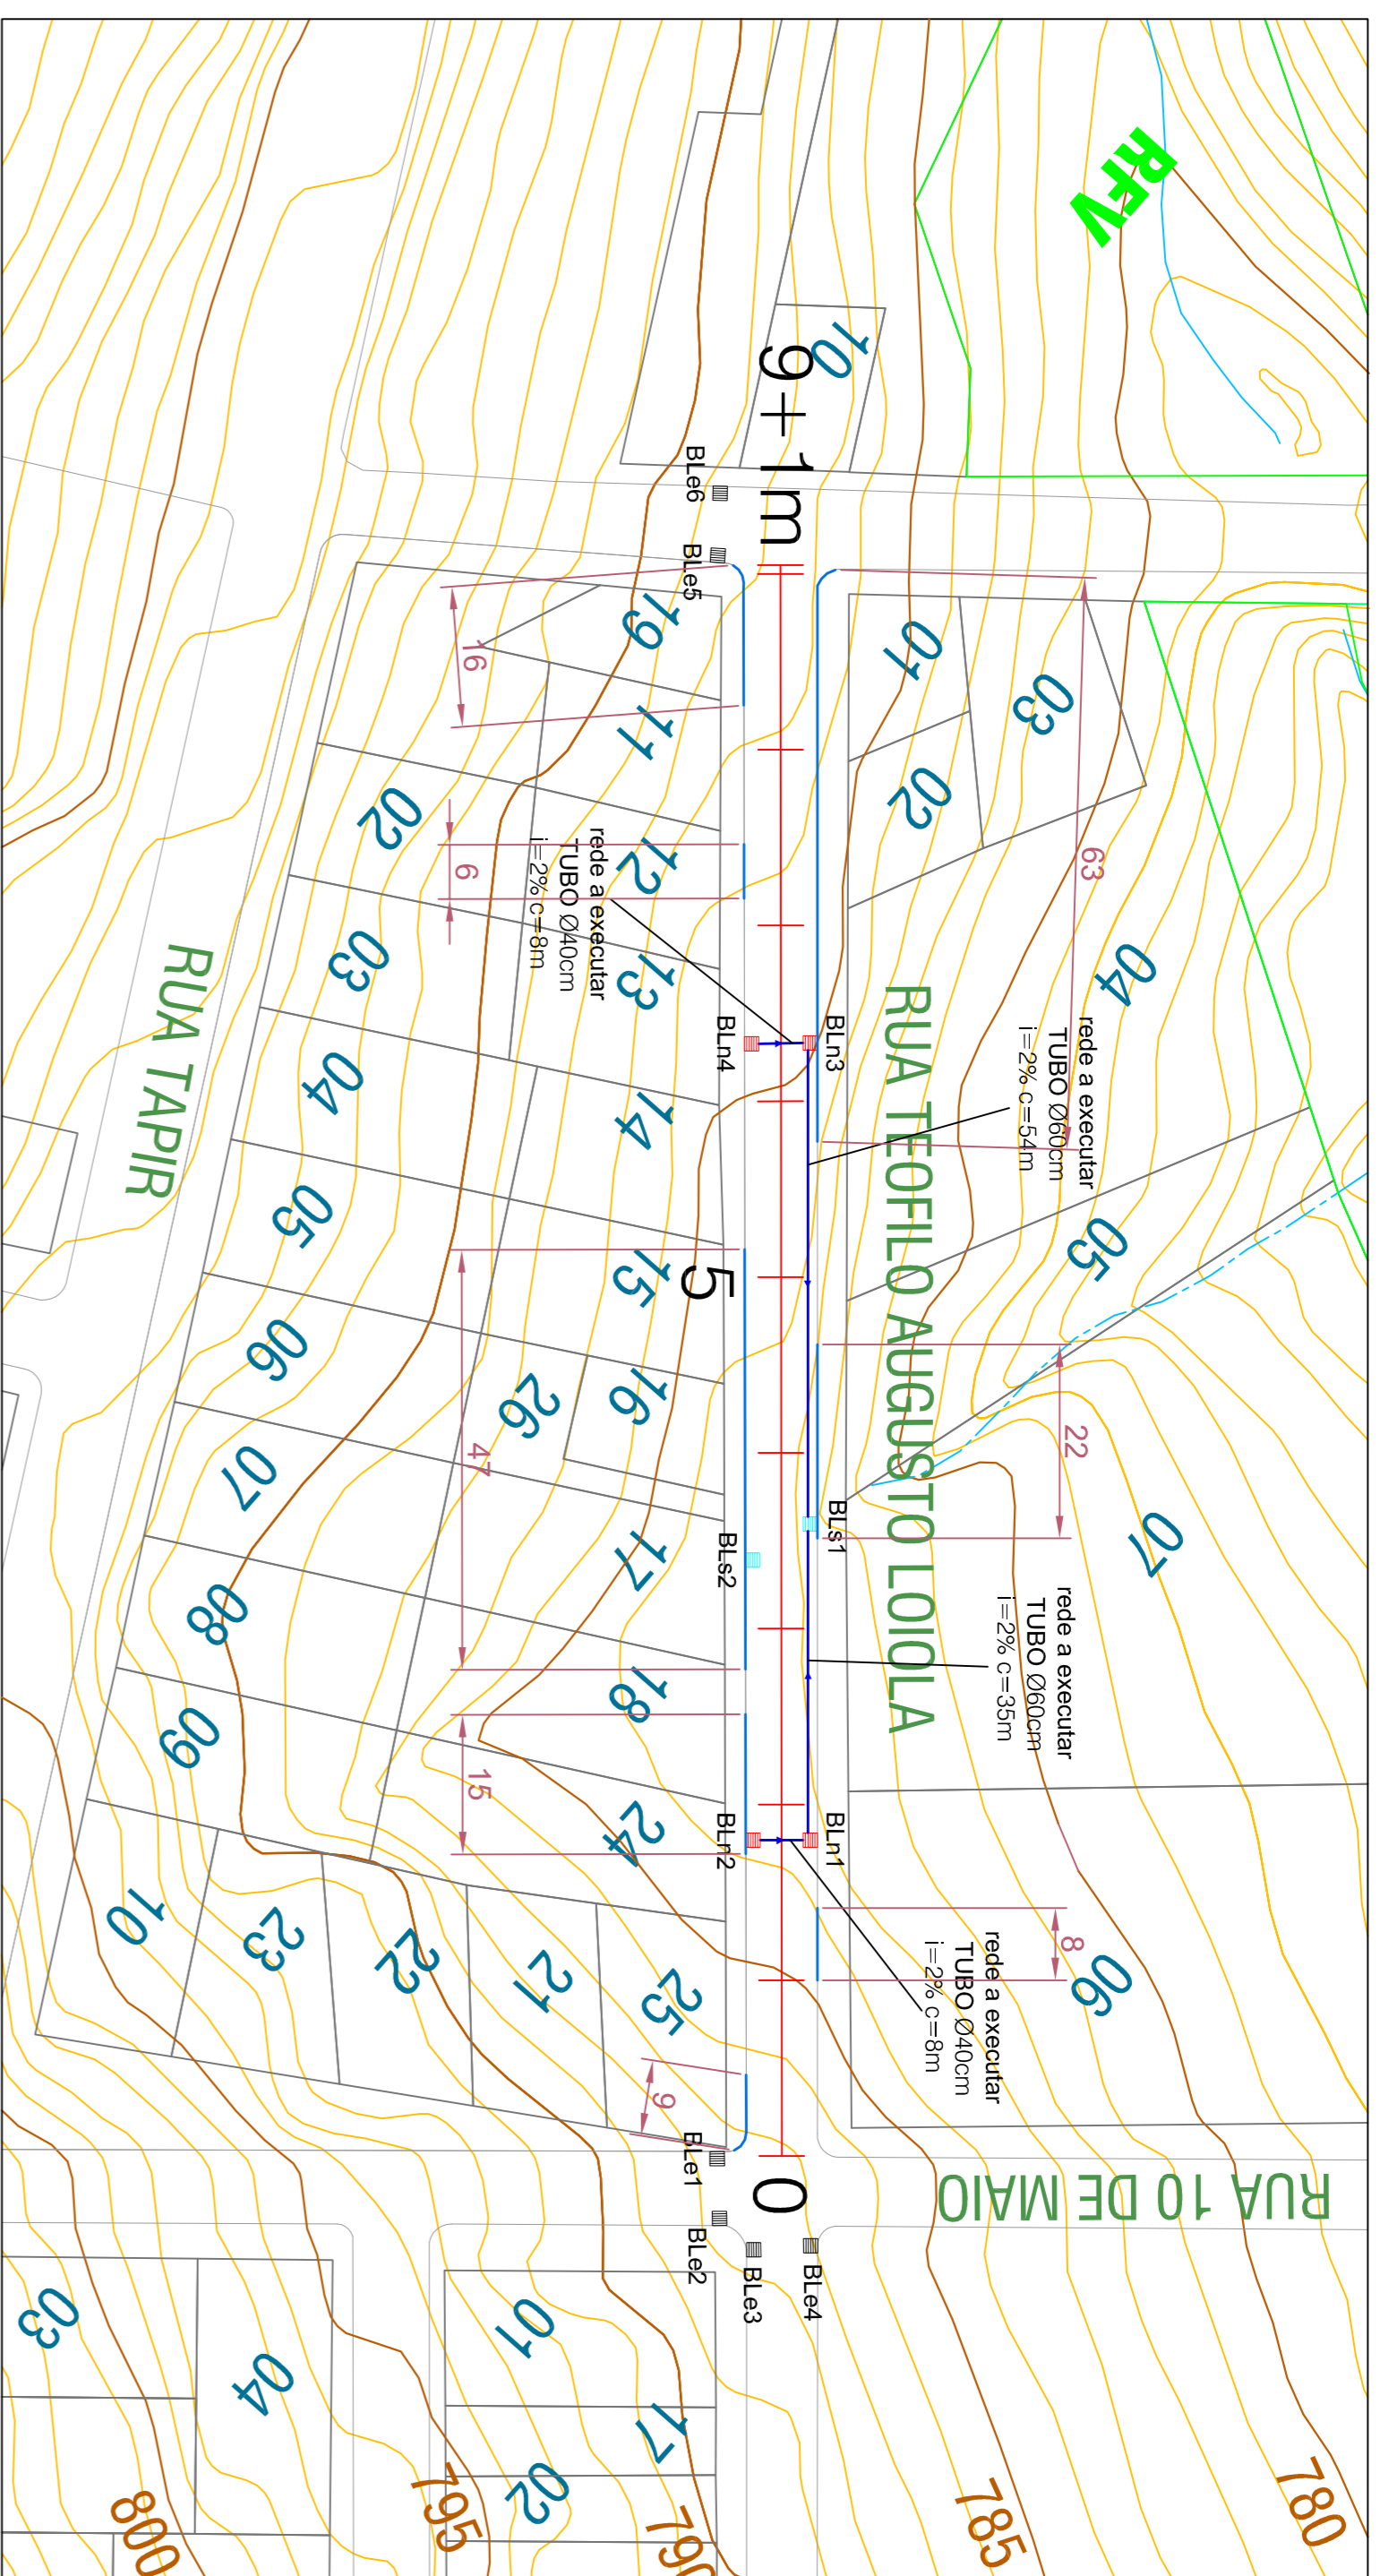 RFV
10
9+1m
BLe6
BLe5
19
11
01
03
02
16
02
12
6
rede a executar
TUBO Ø40cm
i=2% c=8m
63
03
13
04
RUA TAPIR
BLn4
BLn3
RUA TEOFILO AUGUSTO LOIOLA
rede a executar
TUBO Ø60cm
i=2% c=54m
04
14
05
15
5
05
06
26
16
22
47
07
17
BLs2
BLs1
07
08
18
rede a executar
TUBO Ø60cm
i=2% c=35m
09
15
24
BLn2
BLn1
10
23
22
21
25
8
06
rede a executar
TUBO Ø40cm
i=2% c=8m
9
BLe1
0
RUA 10 DE MAIO
BLe2
BLe3
BLe4
03
04
01
17
02
800
795
790
785
780